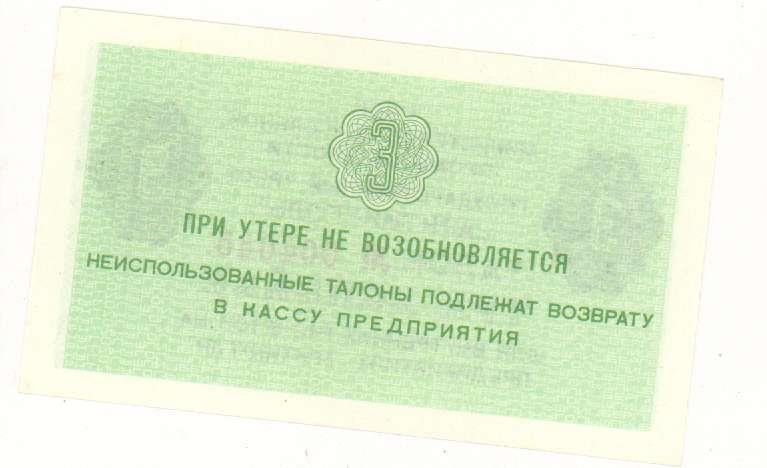 3
ПРИ УТЕРЕ НЕ ВОЗОБНОВЛЯЕТСЯ
НЕИСПОЛЬЗОВАННЫЕ ТАЛОНЫ ПОДЛЕЖАТ ВОЗВРАТУ
В КАССУ ПРЕДПРИЯТИЯ